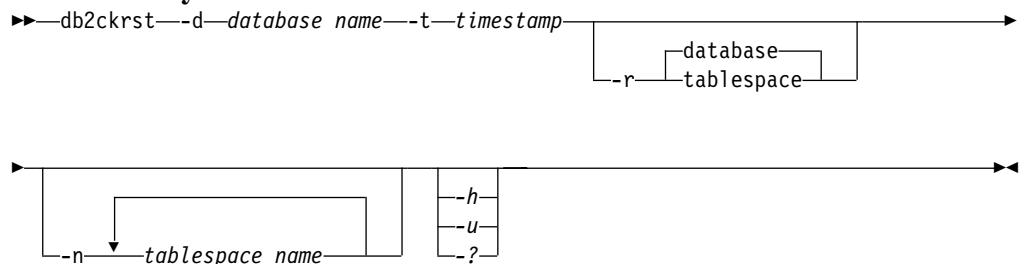 db2ckrst -d database name -t timestamp
database
-r tablespace
-n tablespace name
-h
-u
-?